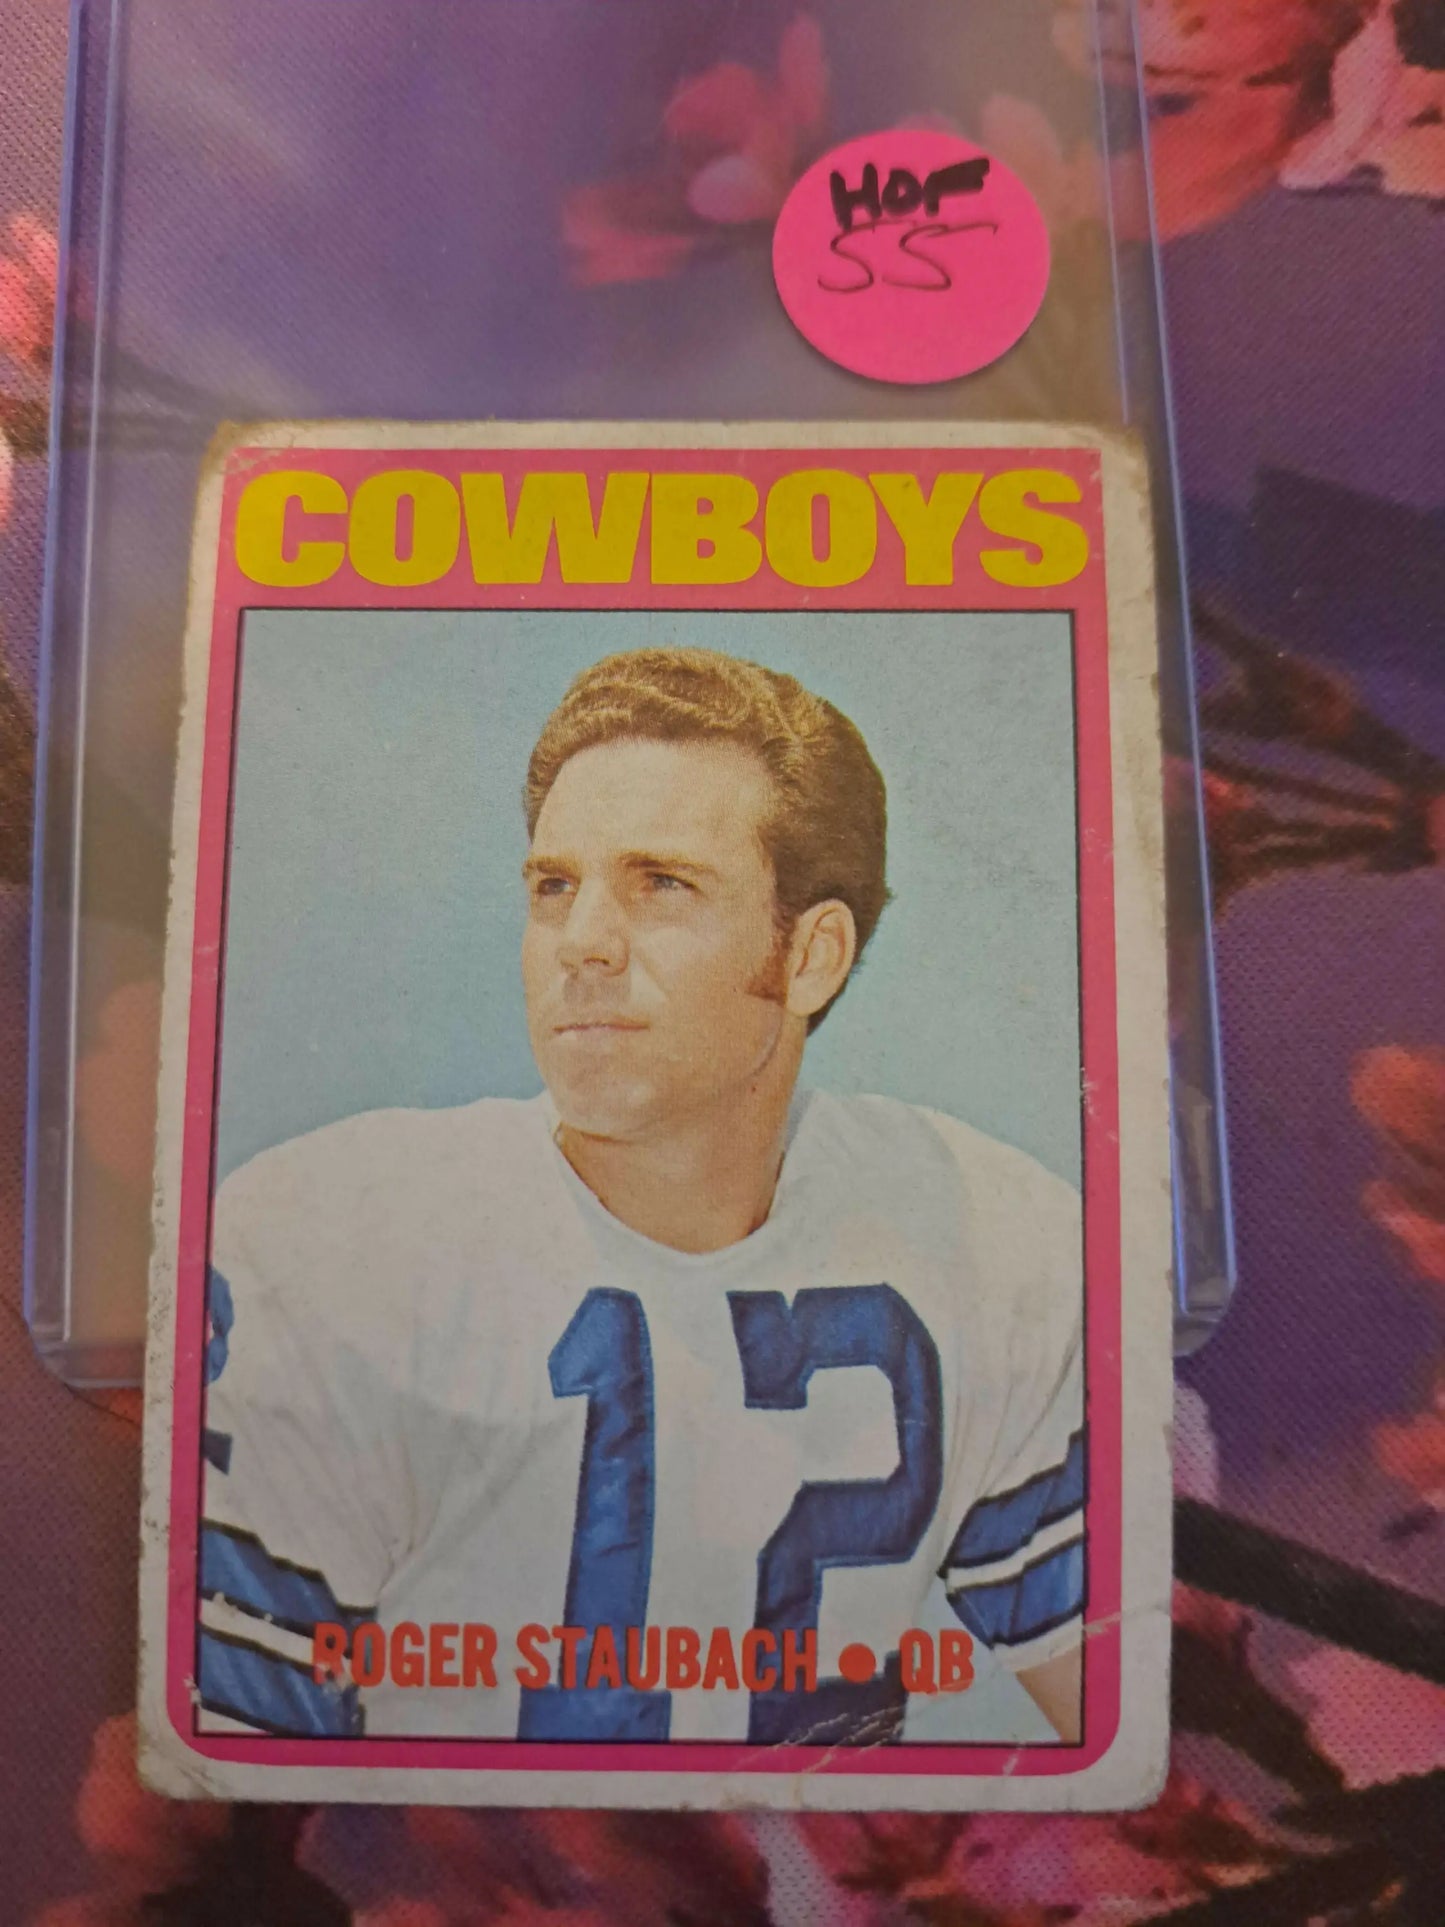 HOF
55
COWBOYS
12
ROGER STAUBACH • QB